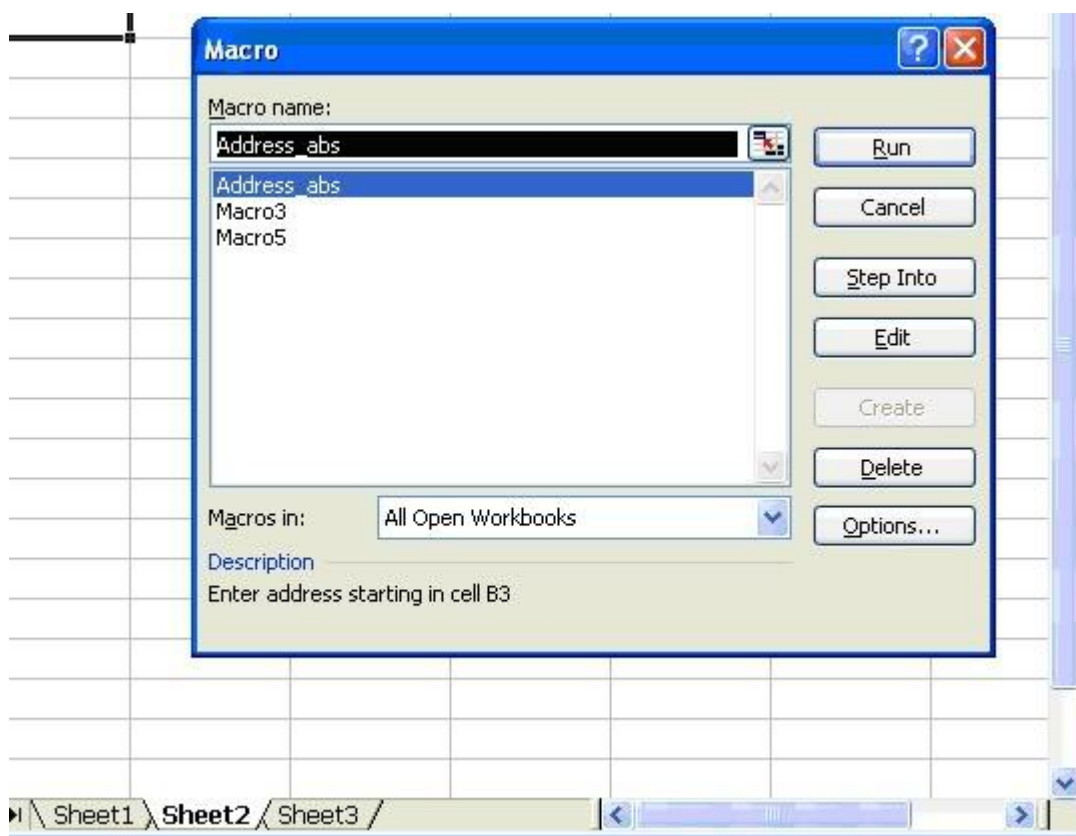 Macro
Macro name:
Address_abs
Address_abs
Macro3
Macro5
Run
Cancel
Step Into
Edit
Create
Delete
Options...
Macros in:
All Open Workbooks
Description
Enter address starting in cell B3
Sheet1
Sheet2
Sheet3